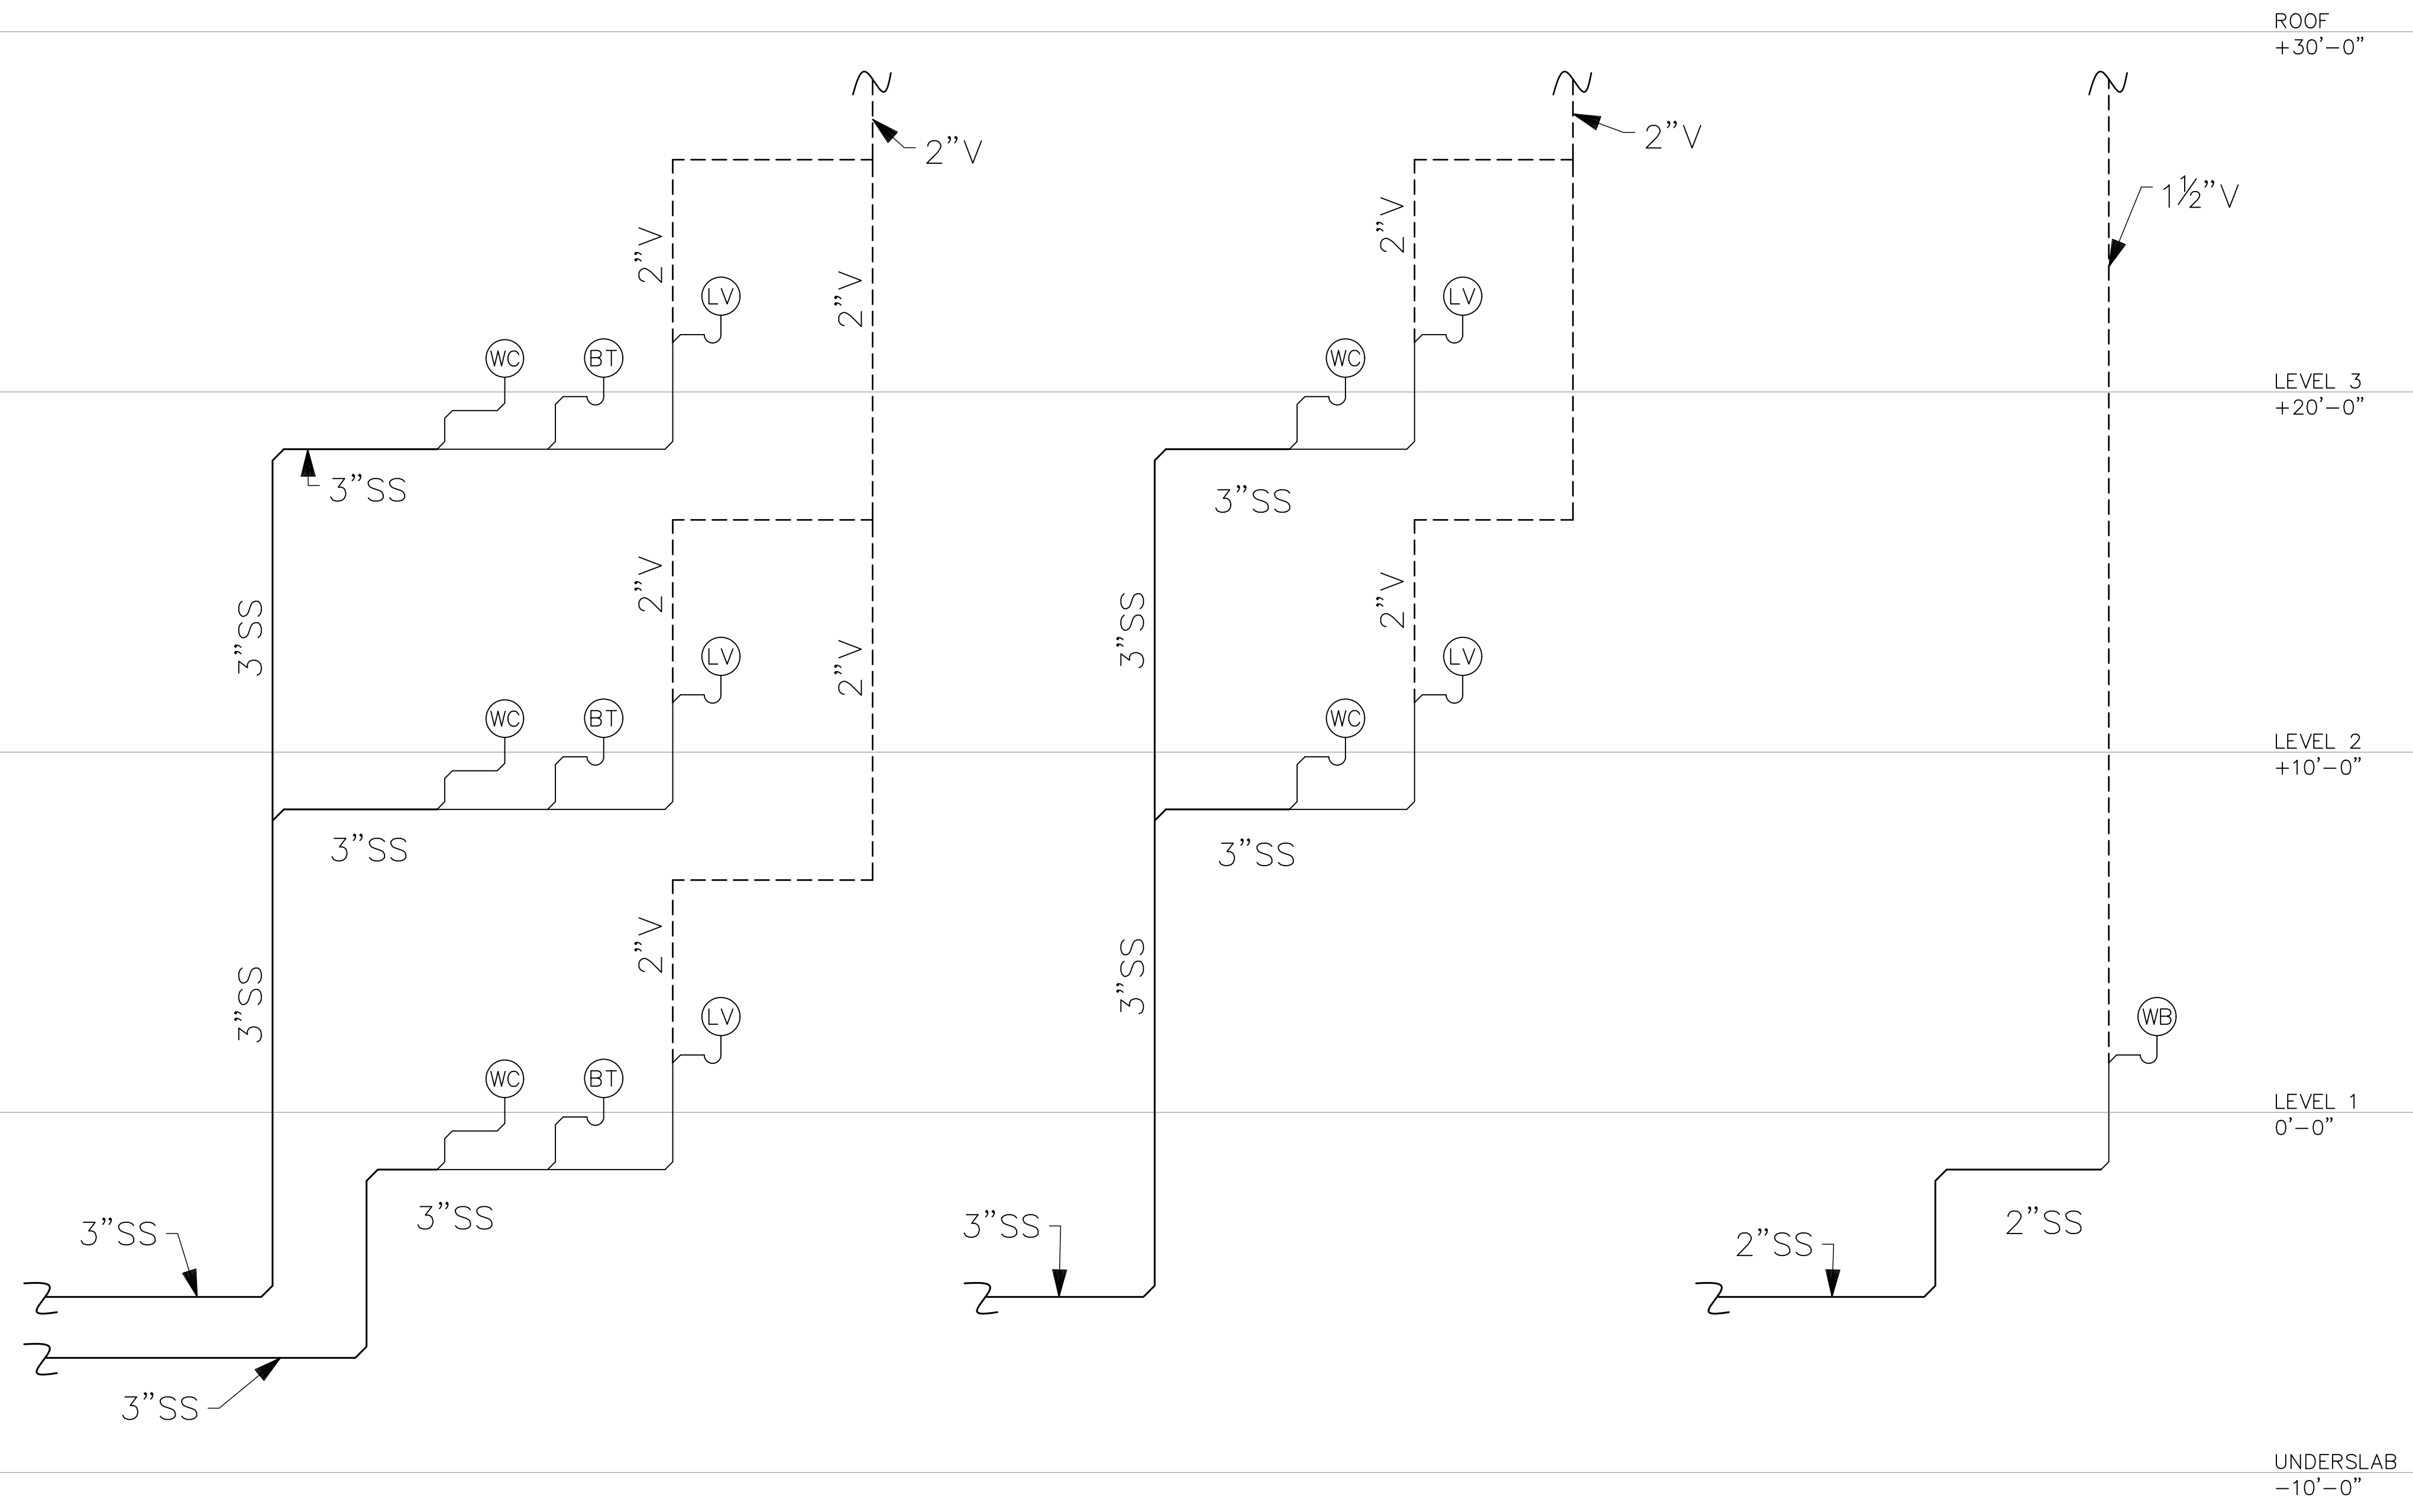 ROOF
+30'-0"
2"V
2"V
1½"V
2"V
2"V
2"V
LV
LV
WC
BT
WC
LEVEL 3
+20'-0"
3"SS
3"SS
2"V
2"V
3"SS
3"SS
2"V
LV
LV
WC
BT
WC
LEVEL 2
+10'-0"
3"SS
3"SS
2"V
3"SS
3"SS
LV
WB
WC
BT
LEVEL 1
0'-0"
3"SS
3"SS
3"SS
2"SS
2"SS
3"SS
UNDERSLAB
-10'-0"